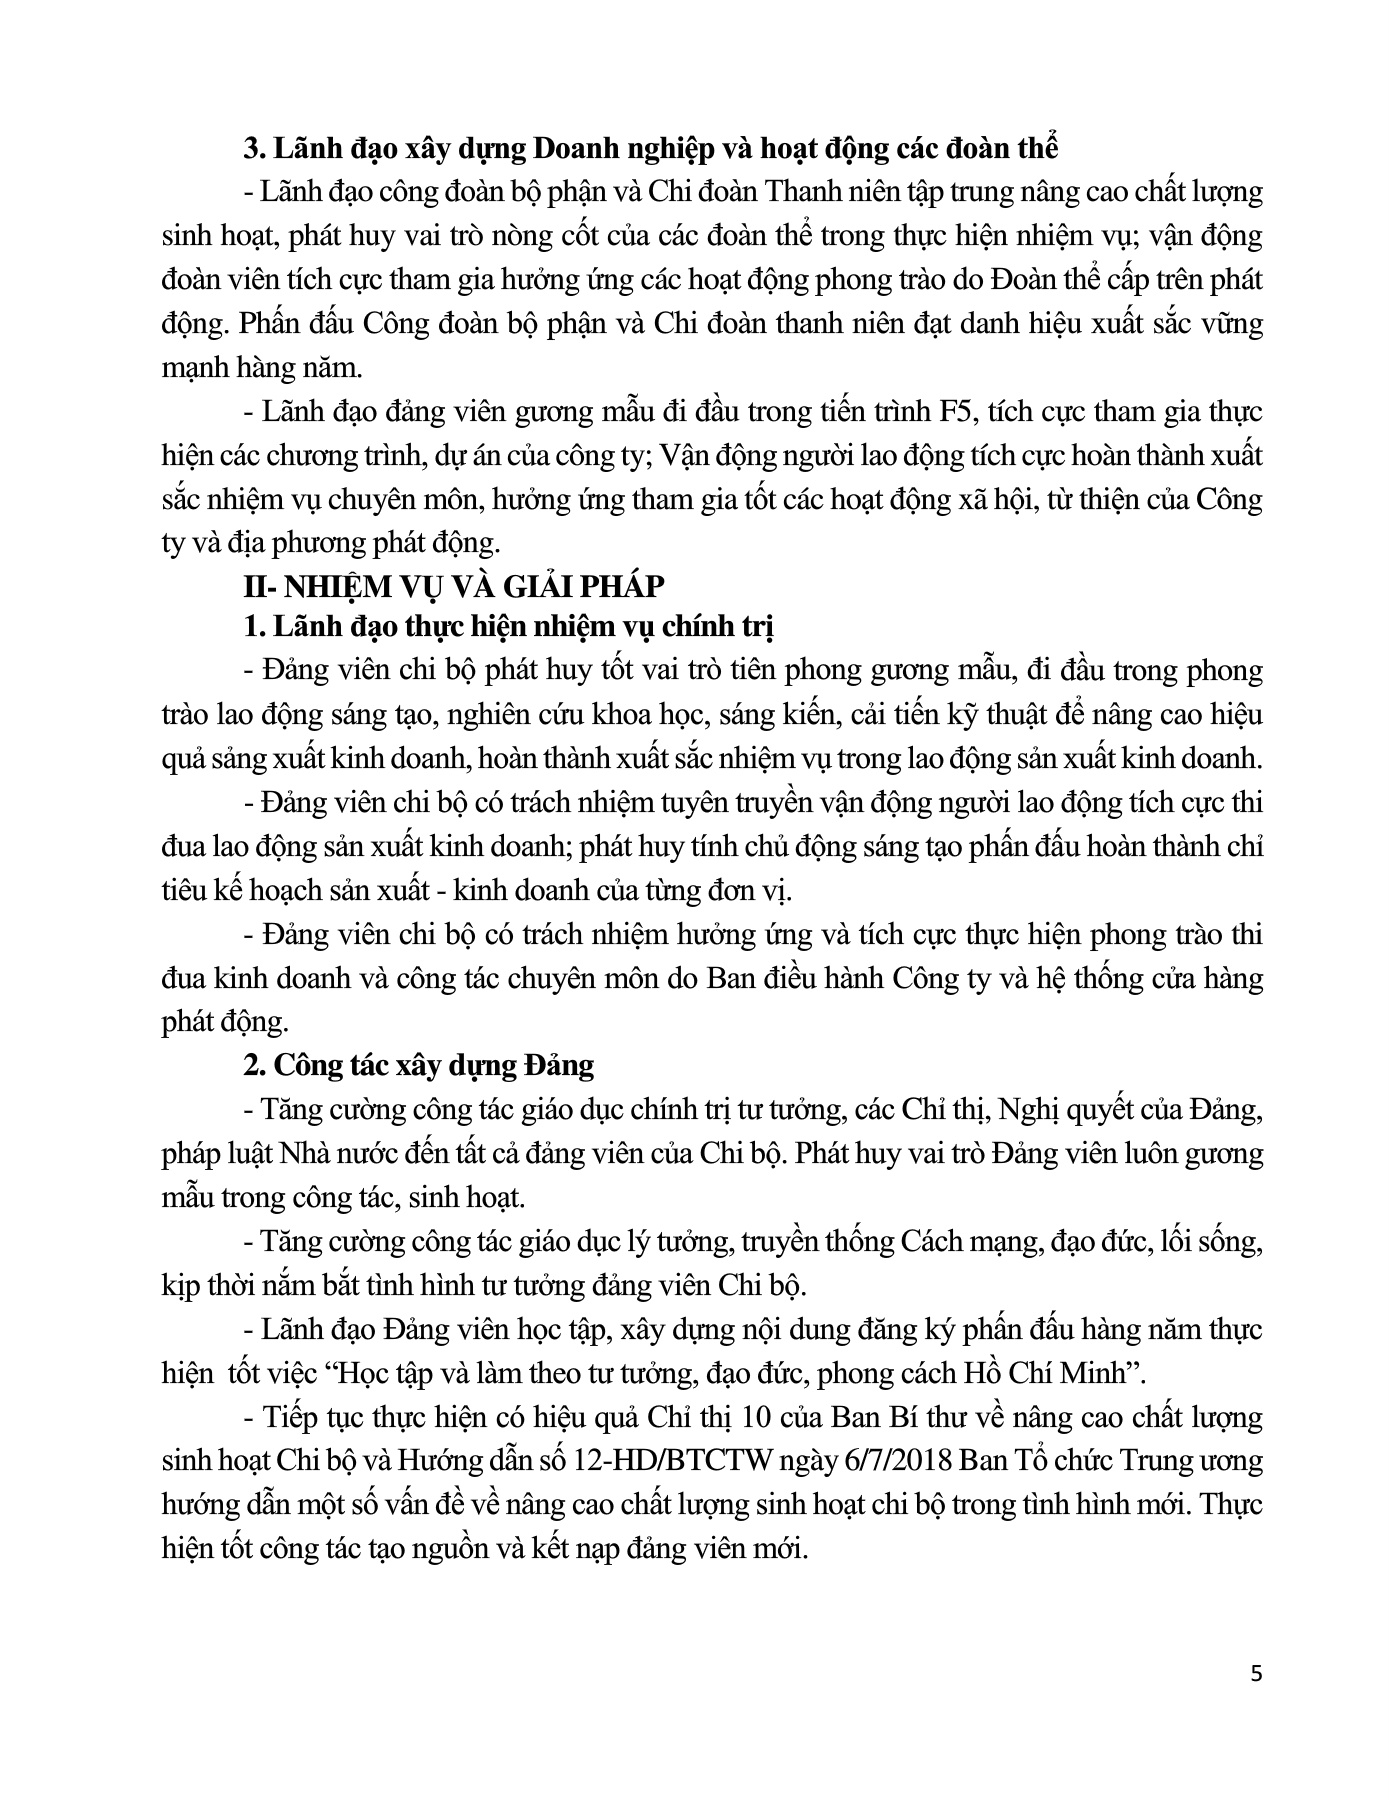 3. Lãnh đạo xây dựng Doanh nghiệp và hoạt động các đoàn thể
- Lãnh đạo công đoàn bộ phận và Chi đoàn Thanh niên tập trung nâng cao chất lượng
sinh hoạt, phát huy vai trò nòng cốt của các đoàn thể trong thực hiện nhiệm vụ; vận động
đoàn viên tích cực tham gia hưởng ứng các hoạt động phong trào do Đoàn thể cấp trên phát
động. Phấn đấu Công đoàn bộ phận và Chi đoàn thanh niên đạt danh hiệu xuất sắc vững
mạnh hàng năm.
- Lãnh đạo đảng viên gương mẫu đi đầu trong tiến trình F5, tích cực tham gia thực
hiện các chương trình, dự án của công ty; Vận động người lao động tích cực hoàn thành xuất
sắc nhiệm vụ chuyên môn, hưởng ứng tham gia tốt các hoạt động xã hội, từ thiện của Công
ty và địa phương phát động.
II- NHIỆM VỤ VÀ GIẢI PHÁP
1. Lãnh đạo thực hiện nhiệm vụ chính trị
- Đảng viên chi bộ phát huy tốt vai trò tiên phong gương mẫu, đi đầu trong phong
trào lao động sáng tạo, nghiên cứu khoa học, sáng kiến, cải tiến kỹ thuật để nâng cao hiệu
quả sảng xuất kinh doanh, hoàn thành xuất sắc nhiệm vụ trong lao động sản xuất kinh doanh.
- Đảng viên chi bộ có trách nhiệm tuyên truyền vận động người lao động tích cực thi
đua lao động sản xuất kinh doanh; phát huy tính chủ động sáng tạo phấn đấu hoàn thành chỉ
tiêu kế hoạch sản xuất - kinh doanh của từng đơn vị.
- Đảng viên chi bộ có trách nhiệm hưởng ứng và tích cực thực hiện phong trào thi
đua kinh doanh và công tác chuyên môn do Ban điều hành Công ty và hệ thống cửa hàng
phát động.
2. Công tác xây dựng Đảng
- Tăng cường công tác giáo dục chính trị tư tưởng, các Chỉ thị, Nghị quyết của Đảng,
pháp luật Nhà nước đến tất cả đảng viên của Chi bộ. Phát huy vai trò Đảng viên luôn gương
mẫu trong công tác, sinh hoạt.
- Tăng cường công tác giáo dục lý tưởng, truyền thống Cách mạng, đạo đức, lối sống,
kịp thời nắm bắt tình hình tư tưởng đảng viên Chi bộ.
- Lãnh đạo Đảng viên học tập, xây dựng nội dung đăng ký phấn đấu hàng năm thực
hiện  tốt việc “Học tập và làm theo tư tưởng, đạo đức, phong cách Hồ Chí Minh”.
- Tiếp tục thực hiện có hiệu quả Chỉ thị 10 của Ban Bí thư về nâng cao chất lượng
sinh hoạt Chi bộ và Hướng dẫn số 12-HD/BTCTW ngày 6/7/2018 Ban Tổ chức Trung ương
hướng dẫn một số vấn đề về nâng cao chất lượng sinh hoạt chi bộ trong tình hình mới. Thực
hiện tốt công tác tạo nguồn và kết nạp đảng viên mới.
5